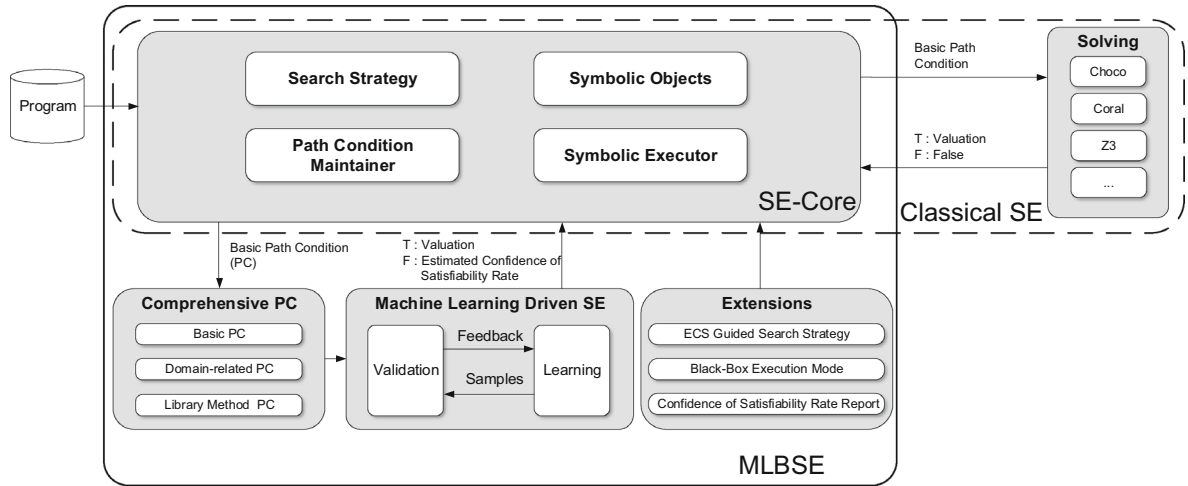 Program
Search Strategy
Symbolic Objects
Path Condition
Maintainer
Symbolic Executor
SE-Core
Basic Path
Condition
T : Valuation
F : False
Solving
Choco
Coral
Z3
...
Classical SE
Basic Path Condition
(PC)
T : Valuation
F : Estimated Confidence of
Satisfiability Rate
Comprehensive PC
Basic PC
Domain-related PC
Library Method PC
Machine Learning Driven SE
Validation
Feedback
Samples
Learning
Extensions
ECS Guided Search Strategy
Black-Box Execution Mode
Confidence of Satisfiability Rate Report
MLBSE